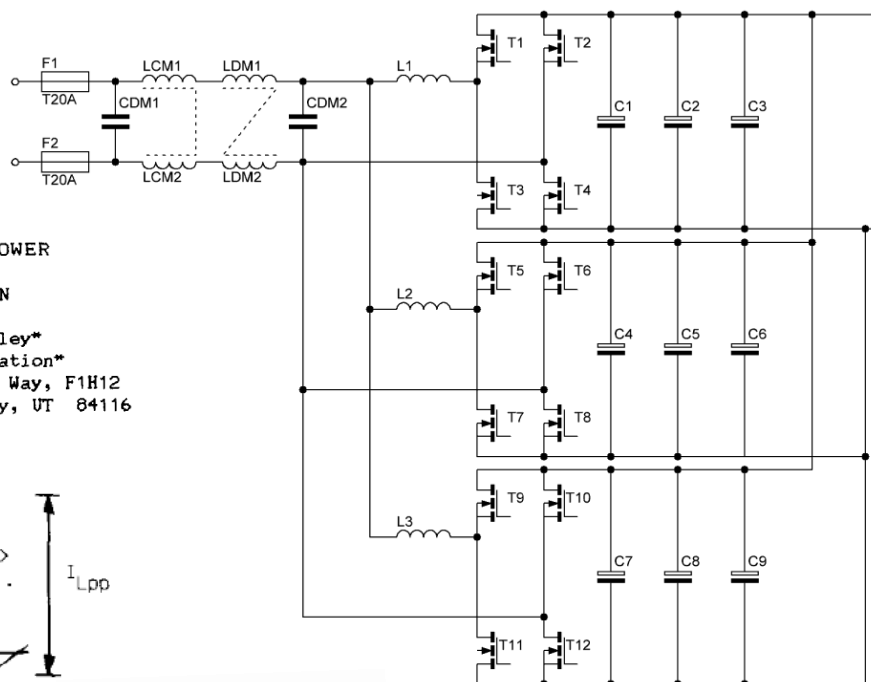 F1
T20A
F2
T20A
CDM1
LCM1
LDM1
CDM2
LCM2
LDM2
L1
T1
T2
T3
T4
C1
C2
C3
L2
T5
T6
T7
T8
C4
C5
C6
L3
T9
T10
T11
T12
C7
C8
C9
OWER
N
ley*
ation*
Way, F1H12
y, UT 84116
ILpp